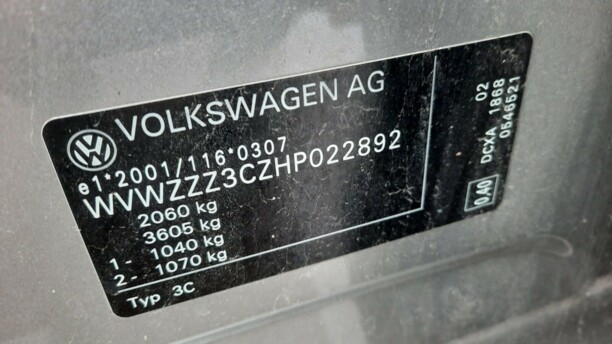 VOLKSWAGEN AG
e1*2001/116*0307
WVWZZZ3CZHP022892
2060 kg
3605 kg
1- 1040 kg
2- 1070 kg
Typ 3C
02
DCXA 1868
0,40 0546521